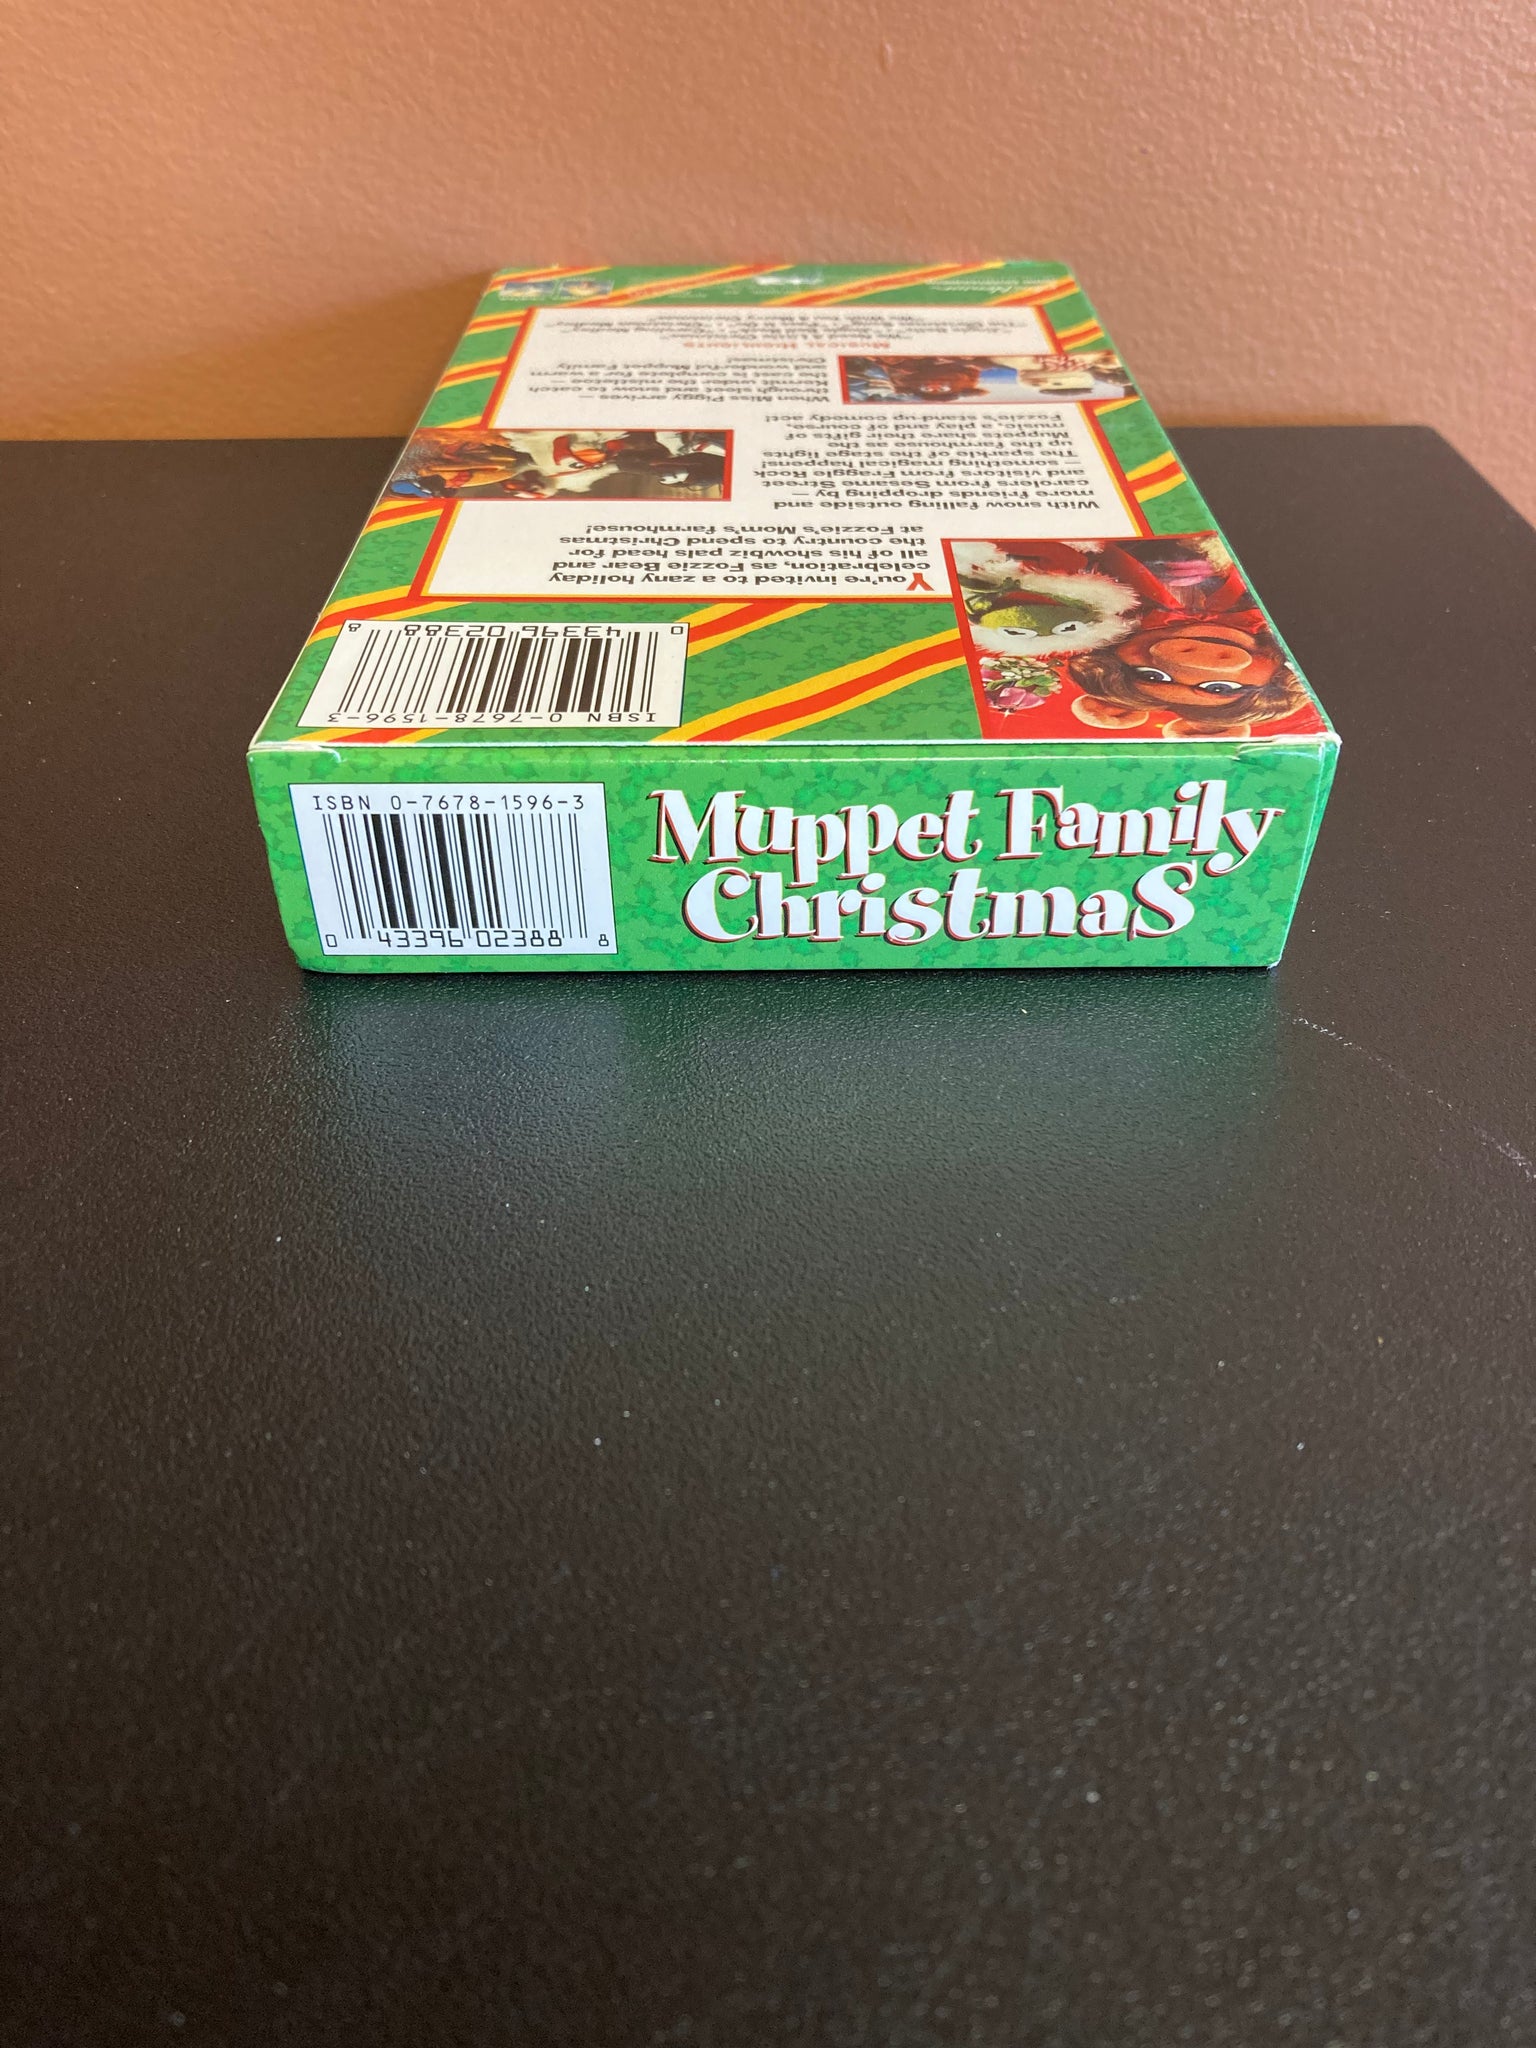 ISBN 0-7678-1596-3
0 43396 02388 8
Muppet Family
Christmas
ISBN 0-7678-1596-3
0 43396 02388 8
You're invited to a zany holiday
celebration, as Fozzie Bear and
all of his showbiz pals head for
the country to spend Christmas
at Fozzie's Mom's farmhouse!
With snow falling outside and
more friends dropping by —
carolers from Sesame Street
and visitors from Fraggle Rock
— something magical happens!
The sparkle of the stage lights
up the farmhouse as the
Muppets share their gifts of
music, a play and of course,
Fozzie's stand-up comedy act!
When Miss Piggy arrives —
through sleet and snow to catch
Kermit under the mistletoe —
the cast is complete for a warm
and wonderful Muppet Family
Christmas!
Musical Highlights
"We Need A Little Christmas"